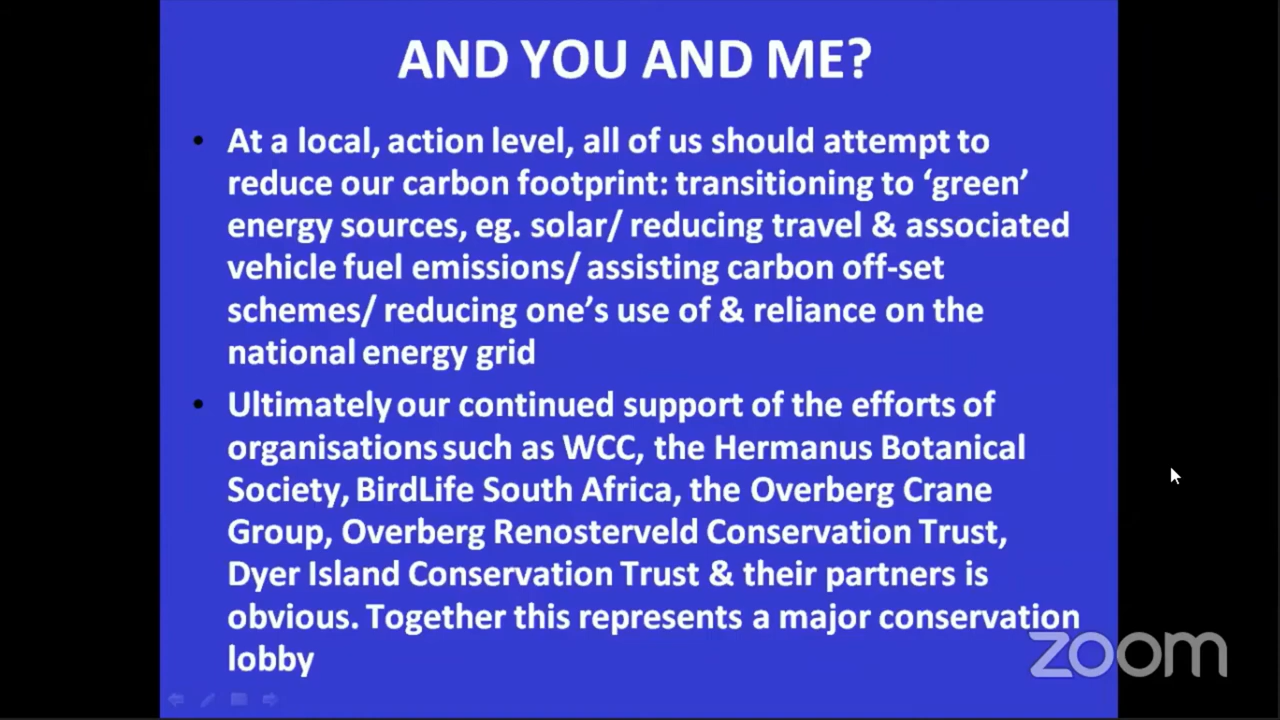 AND YOU AND ME?
• At a local, action level, all of us should attempt to
reduce our carbon footprint: transitioning to ‘green’
energy sources, eg. solar/ reducing travel & associated
vehicle fuel emissions/ assisting carbon off-set
schemes/ reducing one’s use of & reliance on the
national energy grid
• Ultimately our continued support of the efforts of
organisations such as WCC, the Hermanus Botanical
Society, BirdLife South Africa, the Overberg Crane
Group, Overberg Renosterveld Conservation Trust,
Dyer Island Conservation Trust & their partners is
obvious. Together this represents a major conservation
lobby
zoom